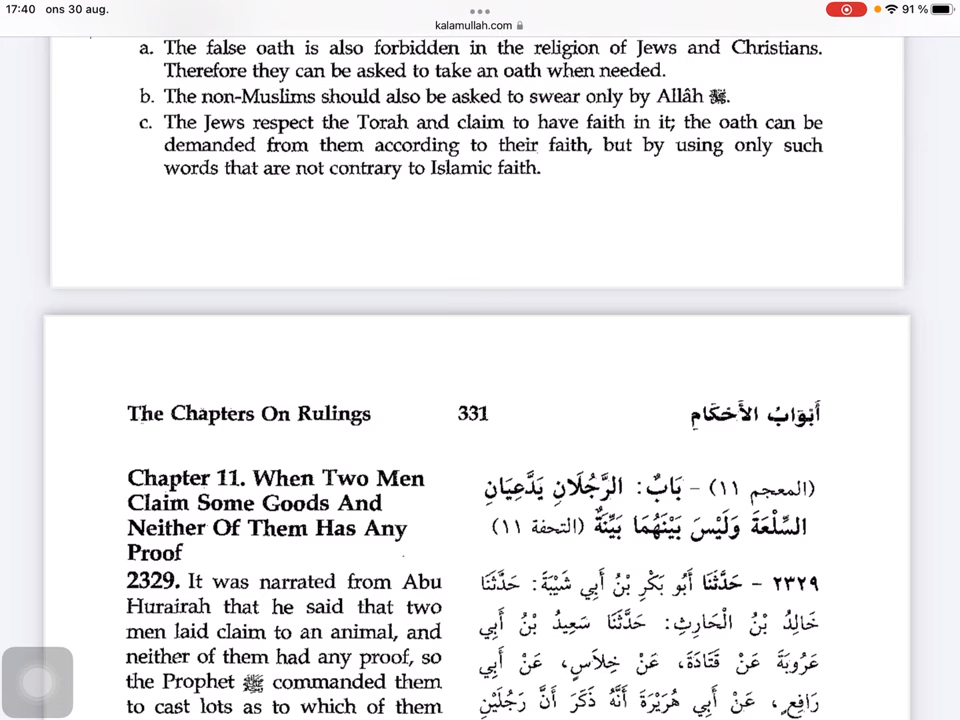 17:40 ons 30 aug.
91 %
kalamullah.com
a. The false oath is also forbidden in the religion of Jews and Christians.
Therefore they can be asked to take an oath when needed.
b. The non-Muslims should also be asked to swear only by Allâh ﷻ.
c. The Jews respect the Torah and claim to have faith in it; the oath can be
demanded from them according to their faith, but by using only such
words that are not contrary to Islamic faith.
The Chapters On Rulings 331 أَبْوَابُ الأَحْكَامِ
Chapter 11. When Two Men
Claim Some Goods And
Neither Of Them Has Any
Proof
2329. It was narrated from Abu
Hurairah that he said that two
men laid claim to an animal, and
neither of them had any proof, so
the Prophet ﷺ commanded them
to cast lots as to which of them
(المعجم ١١) - بَابٌ: الرَّجُلَانِ يَدَّعِيَانِ
السِّلْعَةَ وَلَيْسَ بَيْنَهُمَا بَيِّنَةٌ (التحفة ١١)
٢٣٢٩ - حَدَّثَنَا أَبُو بَكْرِ بْنُ أَبِي شَيْبَةَ: حَدَّثَنَا
خَالِدُ بْنُ الْحَارِثِ: حَدَّثَنَا سَعِيدُ بْنُ أَبِي
عَرُوبَةَ عَنْ قَتَادَةَ، عَنْ خِلَاسٍ، عَنْ أَبِي
رَافِعٍ، عَنْ أَبِي هُرَيْرَةَ أَنَّهُ ذَكَرَ أَنَّ رَجُلَيْنِ